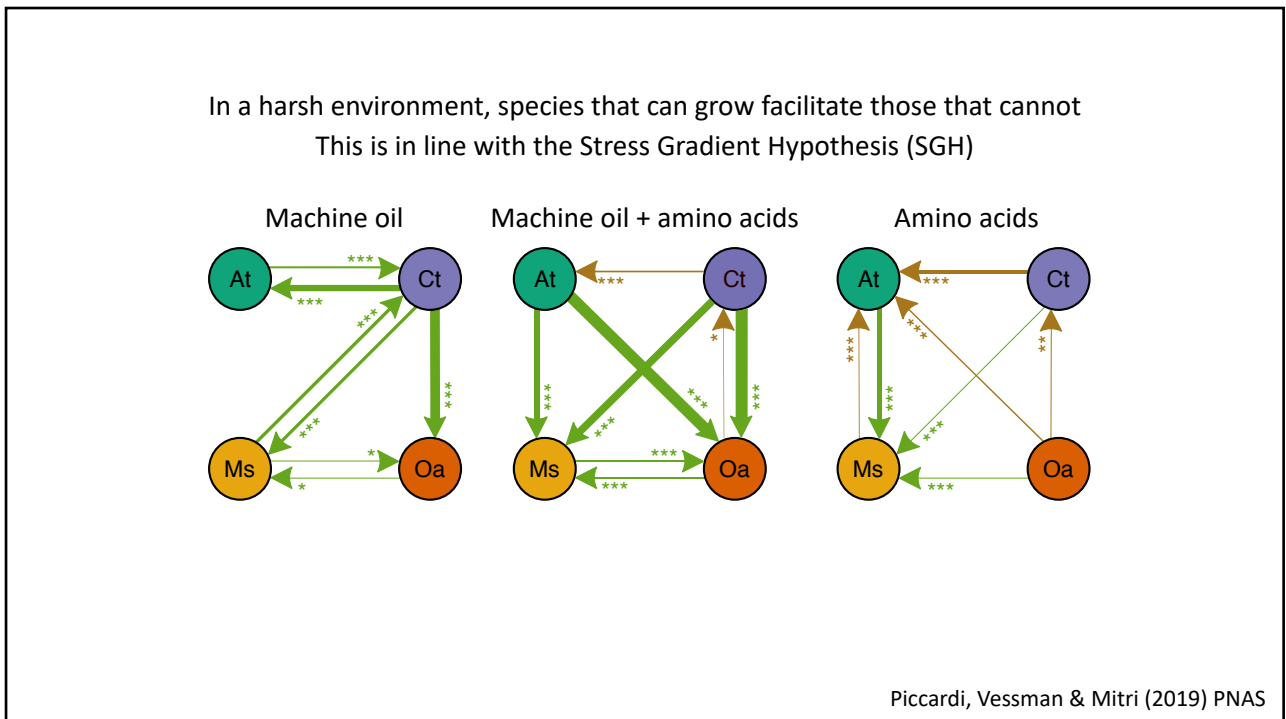 In a harsh environment, species that can grow facilitate those that cannot
This is in line with the Stress Gradient Hypothesis (SGH)
Machine oil
At
Ct
Ms
Oa
***
***
***
***
***
*
*
Machine oil + amino acids
At
Ct
Ms
Oa
***
*
***
***
***
***
***
***
Amino acids
At
Ct
Ms
Oa
***
***
***
***
**
***
***
Piccardi, Vessman & Mitri (2019) PNAS